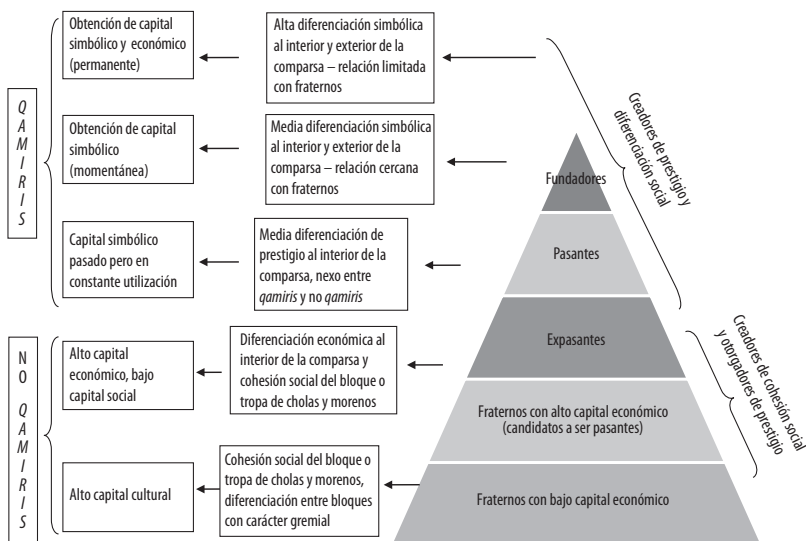 QAMIRIS
Obtención de capital
simbólico y económico
(permanente)
Alta diferenciación simbólica
al interior y exterior de la
comparsa – relación limitada
con fraternos
Obtención de capital
simbólico
(momentánea)
Media diferenciación simbólica
al interior y exterior de la
comparsa – relación cercana
con fraternos
Capital simbólico
pasado pero en
constante utilización
Media diferenciación de
prestigio al interior de la
comparsa, nexo entre
qamiris y no qamiris
NO QAMIRIS
Alto capital
económico, bajo
capital social
Diferenciación económica al
interior de la comparsa y
cohesión social del bloque o
tropa de cholas y morenos
Alto capital cultural
Cohesión social del bloque o
tropa de cholas y morenos,
diferenciación entre bloques
con carácter gremial
Fundadores
Pasantes
Expasantes
Fraternos con alto capital económico
(candidatos a ser pasantes)
Fraternos con bajo capital económico
Creadores de prestigio y
diferenciación social
Creadores de cohesión social
y otorgadores de prestigio